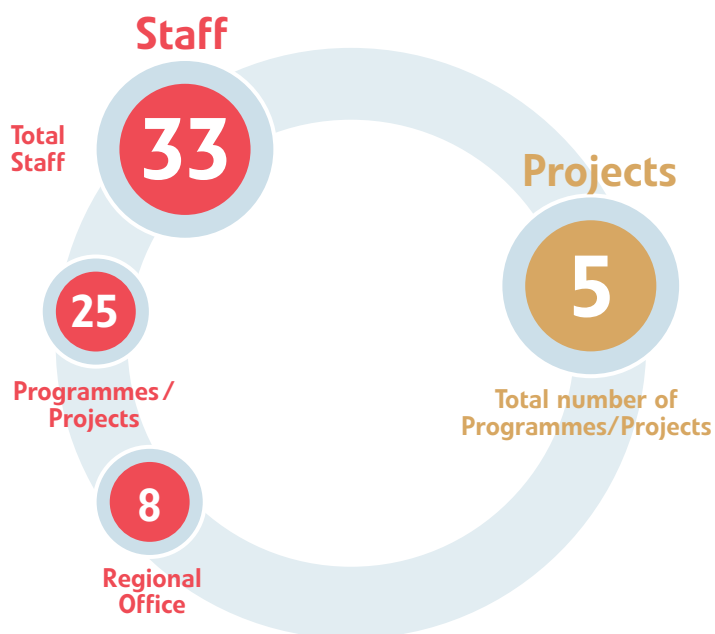 Staff
Total
Staff
33
25
Programmes/
Projects
8
Regional
Office
Projects
5
Total number of
Programmes/Projects